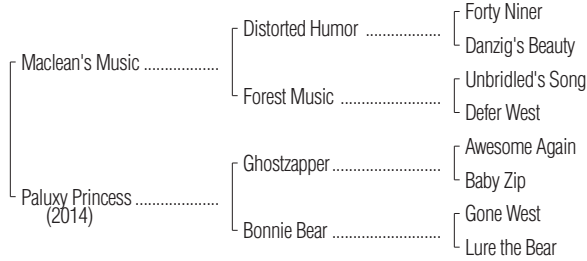 Forty Niner
Distorted Humor ..................
Danzig's Beauty
Maclean's Music ..................
Unbridled's Song
Forest Music ........................
Defer West
Awesome Again
Ghostzapper..........................
Baby Zip
Paluxy Princess ....................
(2014)
Gone West
Bonnie Bear ..........................
Lure the Bear